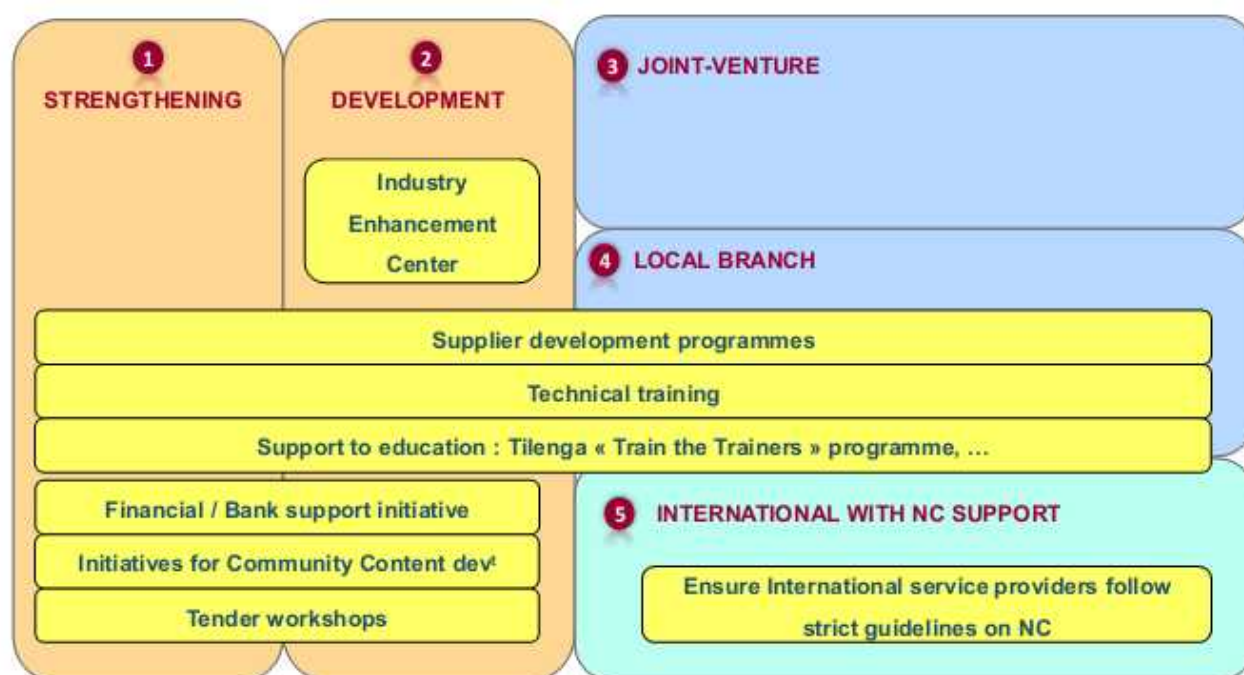 1
STRENGTHENING
2
DEVELOPMENT
Industry
Enhancement
Center
3 JOINT-VENTURE
4 LOCAL BRANCH
Supplier development programmes
Technical training
Support to education : Tilenga « Train the Trainers » programme, …
Financial / Bank support initiative
Initiatives for Community Content devᵗ
Tender workshops
5 INTERNATIONAL WITH NC SUPPORT
Ensure International service providers follow
strict guidelines on NC